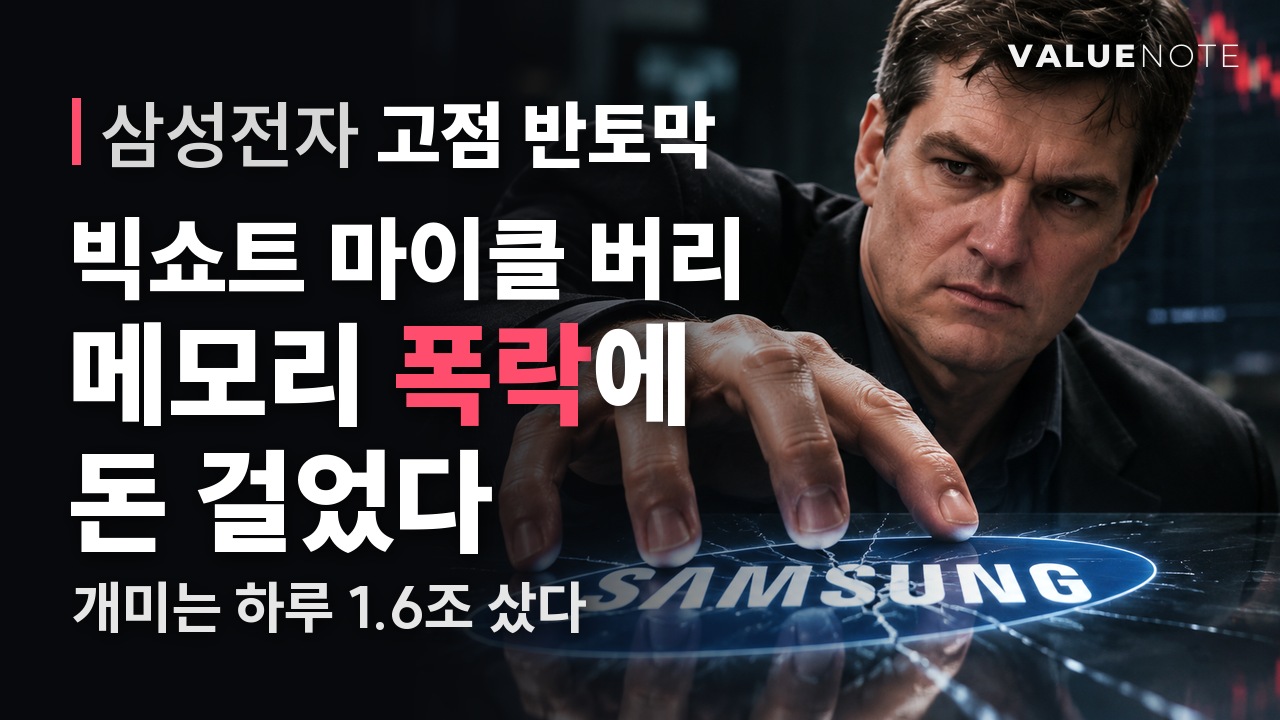 VALUENOTE
삼성전자 고점 반토막
빅쇼트 마이클 버리
메모리 폭락에
돈 걸었다
개미는 하루 1.6조 샀다
SAMSUNG